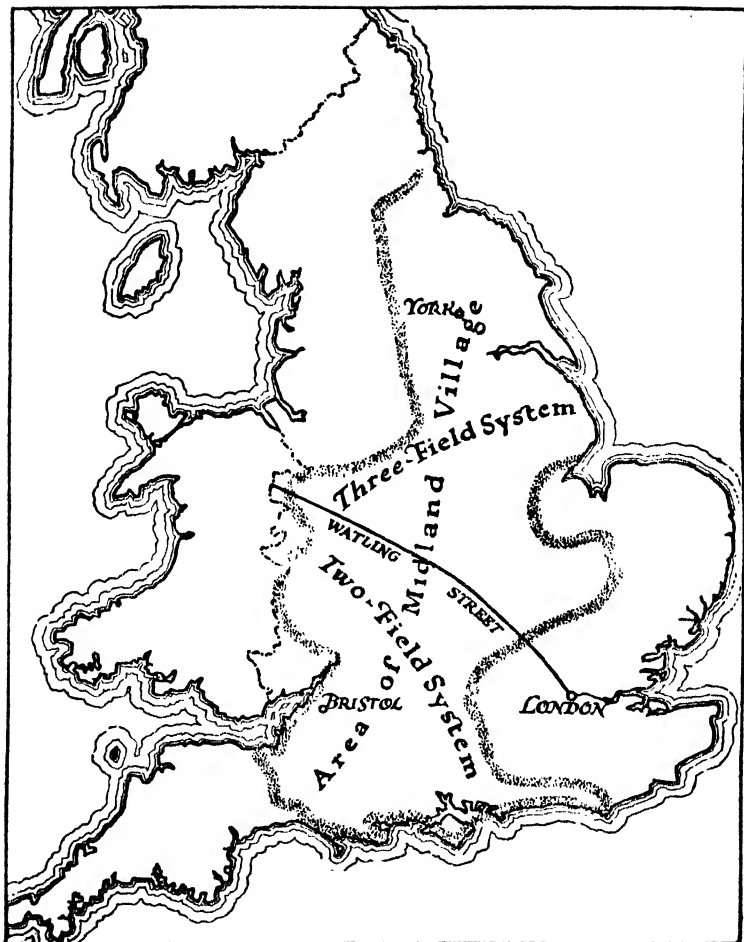 YORK
Three-Field System
WATLING STREET
Two-Field System
Area of Midland Village
BRISTOL
LONDON